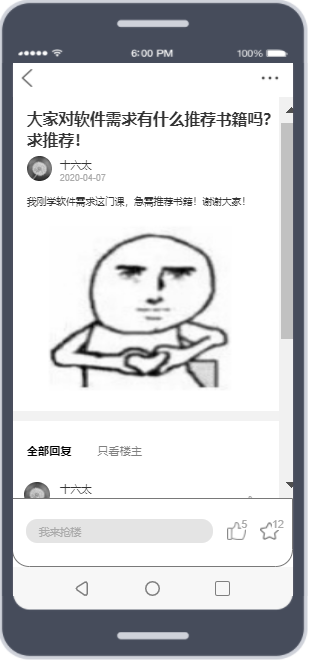 6:00 PM
100%
大家对软件需求有什么推荐书籍吗?
求推荐!
十六太
2020-04-07
我刚学软件需求这门课,急需推荐书籍!谢谢大家!
全部回复 只看楼主
十六太
我来抢楼 5 12